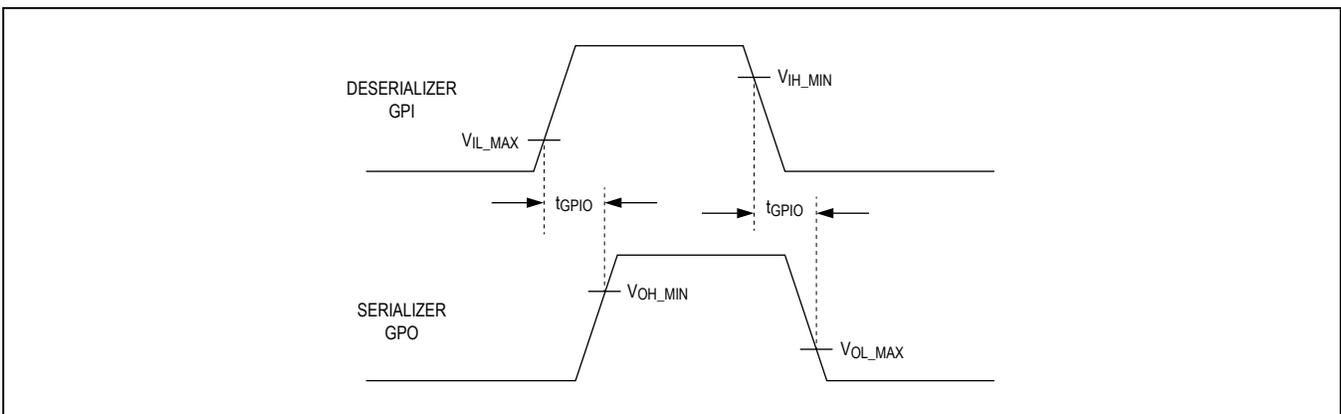 DESERIALIZER
GPI
VIH_MIN
VIL_MAX
tGPIO
tGPIO
VOH_MIN
SERIALIZER
GPO
VOL_MAX